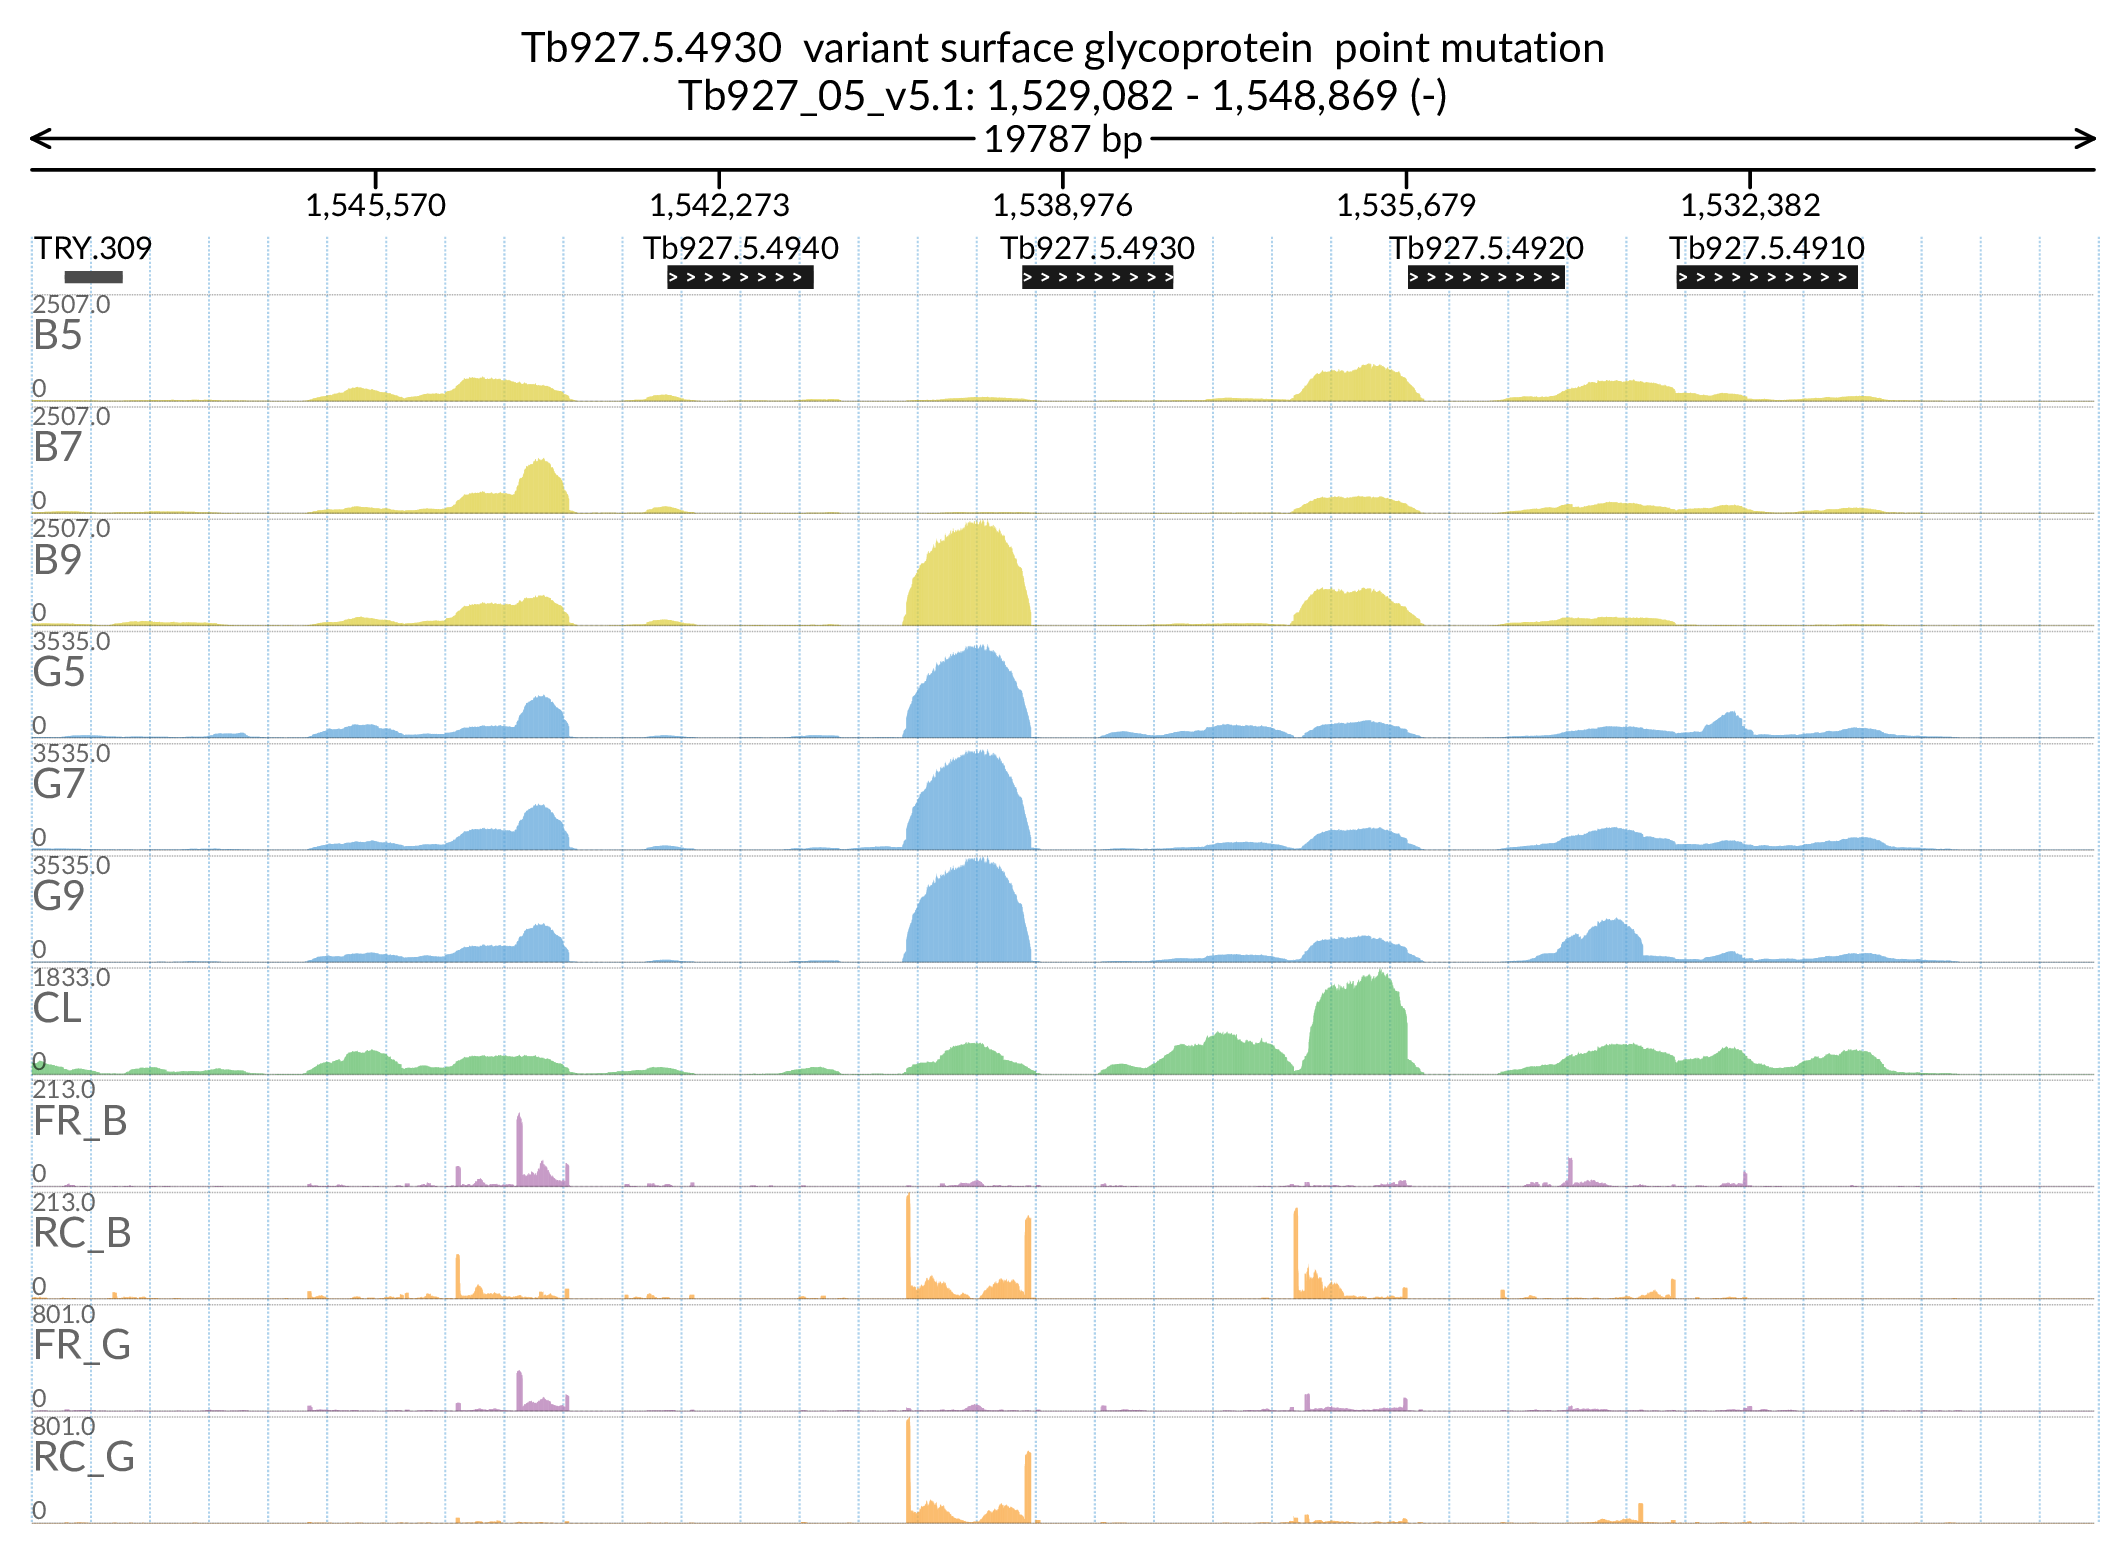 Tb927.5.4930 variant surface glycoprotein point mutation
Tb927_05_v5.1: 1,529,082 - 1,548,869 (-)
19787 bp
1,545,570 1,542,273 1,538,976 1,535,679 1,532,382
TRY.309 Tb927.5.4940 Tb927.5.4930 Tb927.5.4920 Tb927.5.4910
2507.0
B5
0
2507.0
B7
0
2507.0
B9
0
3535.0
G5
0
3535.0
G7
0
3535.0
G9
0
1833.0
CL
0
213.0
FR_B
0
213.0
RC_B
0
801.0
FR_G
0
801.0
RC_G
0